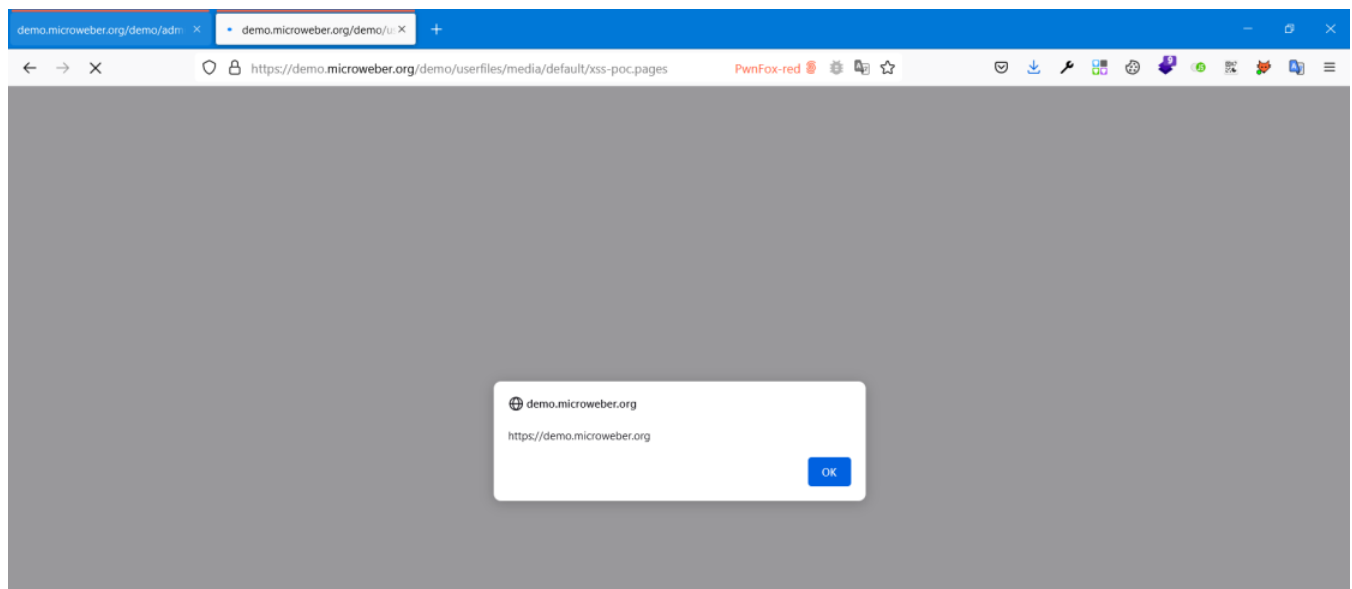 demo.microweber.org/demo/adm
demo.microweber.org/demo/u
https://demo.microweber.org/demo/userfiles/media/default/xss-poc.pages PwnFox-red
demo.microweber.org
https://demo.microweber.org
OK